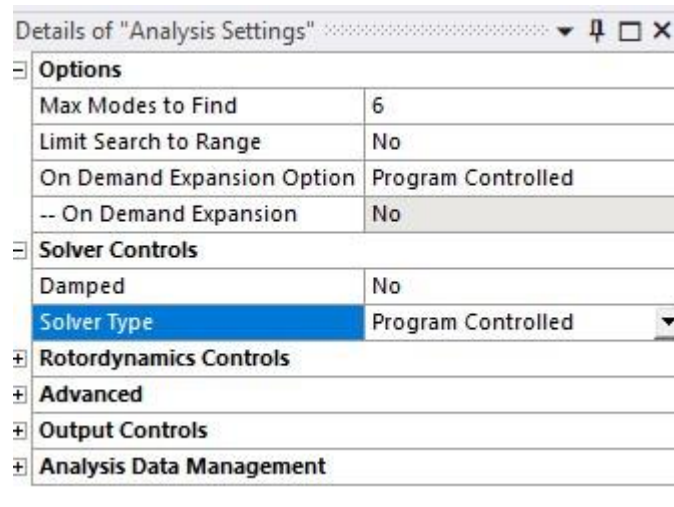 Details of "Analysis Settings"
Options
Max Modes to Find 6
Limit Search to Range No
On Demand Expansion Option Program Controlled
-- On Demand Expansion No
Solver Controls
Damped No
Solver Type Program Controlled
Rotordynamics Controls
Advanced
Output Controls
Analysis Data Management